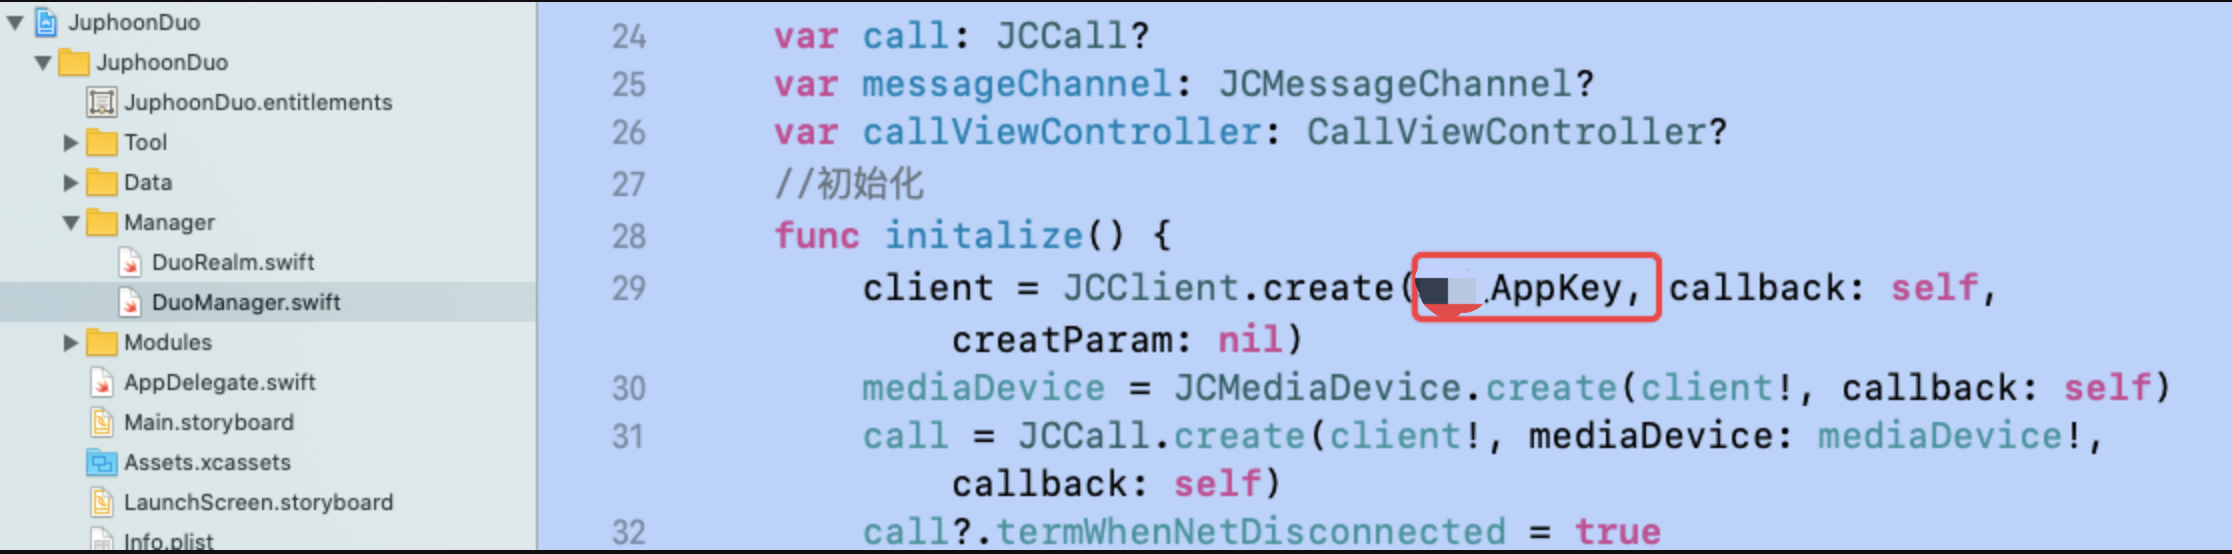 JuphoonDuo
JuphoonDuo
JuphoonDuo.entitlements
Tool
Data
Manager
DuoRealm.swift
DuoManager.swift
Modules
AppDelegate.swift
Main.storyboard
Assets.xcassets
LaunchScreen.storyboard
Info.plist
24 var call: JCCall?
25 var messageChannel: JCMessageChannel?
26 var callViewController: CallViewController?
27 //初始化
28 func initalize() {
29 client = JCClient.create( .AppKey, callback: self,
creatParam: nil)
30 mediaDevice = JCMediaDevice.create(client!, callback: self)
31 call = JCCall.create(client!, mediaDevice: mediaDevice!,
callback: self)
32 call?.termWhenNetDisconnected = true